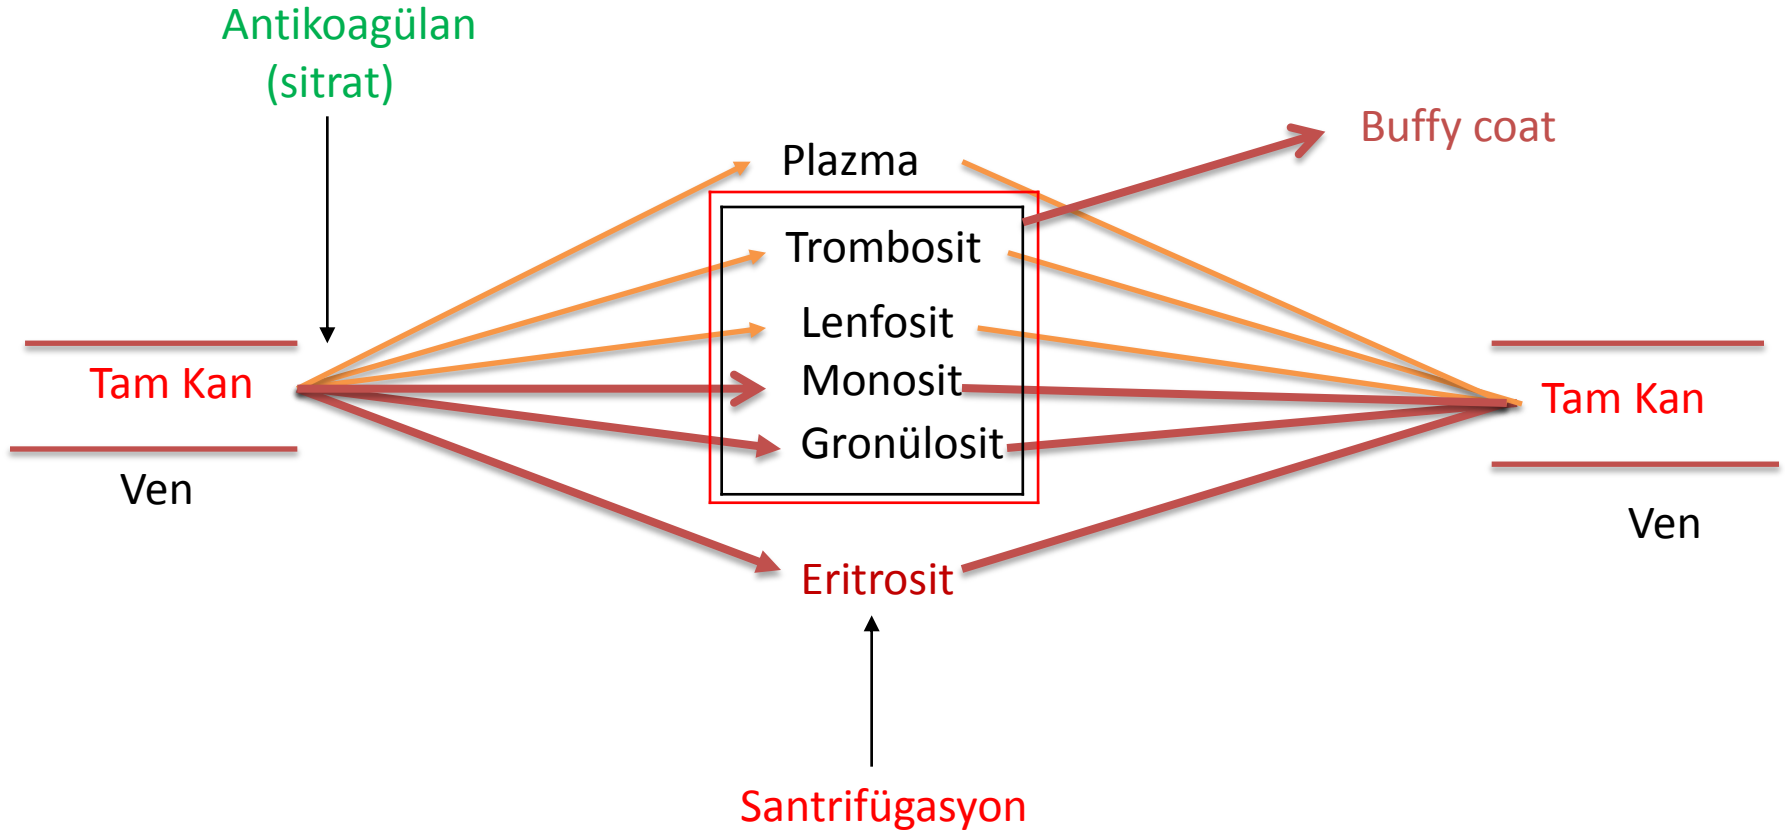 Antikoagülan
(sitrat)
Buffy coat
Plazma
Trombosit
Lenfosit
Monosit
Gronülosit
Tam Kan
Tam Kan
Ven
Ven
Eritrosit
Santrifügasyon